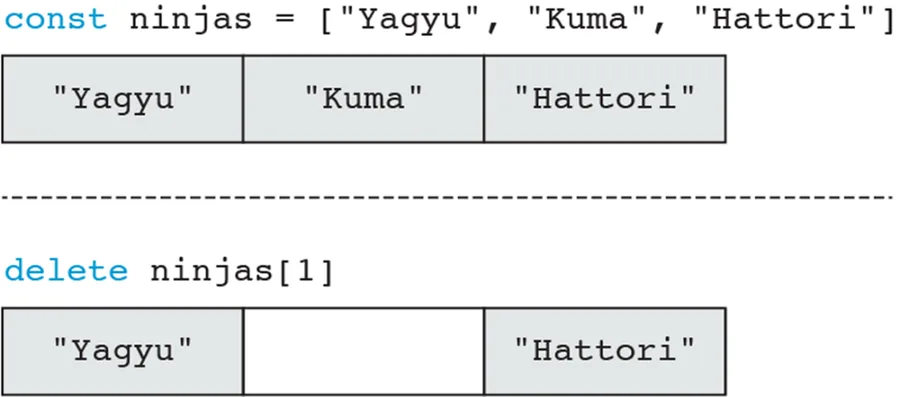 const ninjas = ["Yagyu", "Kuma", "Hattori"]
"Yagyu" "Kuma" "Hattori"
delete ninjas[1]
"Yagyu" "Hattori"